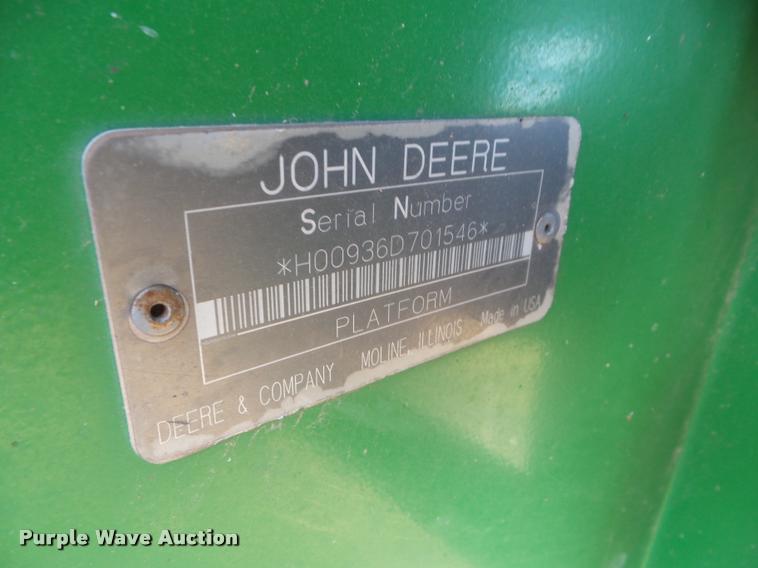 JOHN DEERE
Serial Number
*H00936D701546*
PLATFORM
DEERE & COMPANY MOLINE, ILLINOIS Made in USA
Purple Wave Auction